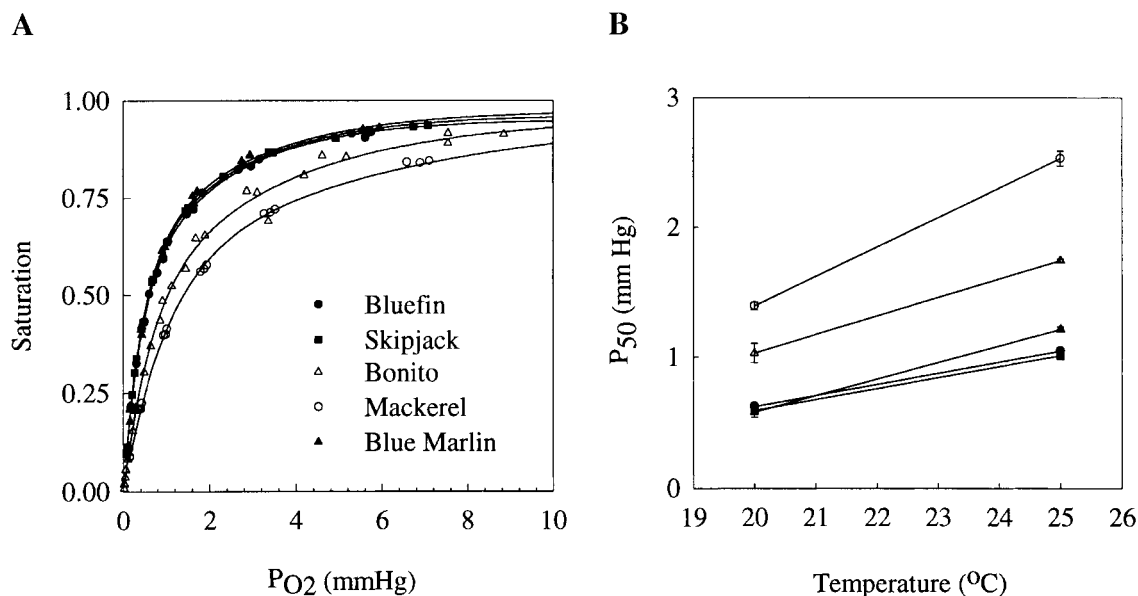 A
Saturation
1.00
0.75
0.50
0.25
0.00
0 2 4 6 8 10
PO2 (mmHg)
Bluefin
Skipjack
Bonito
Mackerel
Blue Marlin
B
P50 (mm Hg)
3
2
1
0
19 20 21 22 23 24 25 26
Temperature (ºC)